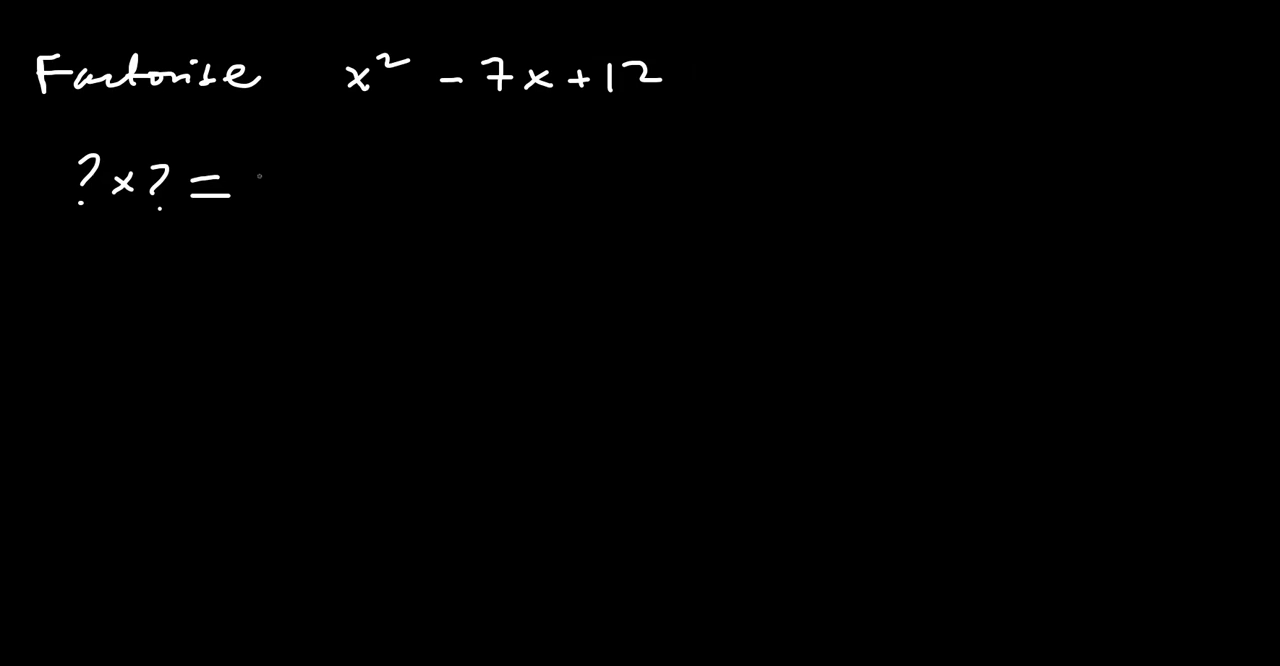 Factorise x² - 7x + 12
? × ? =